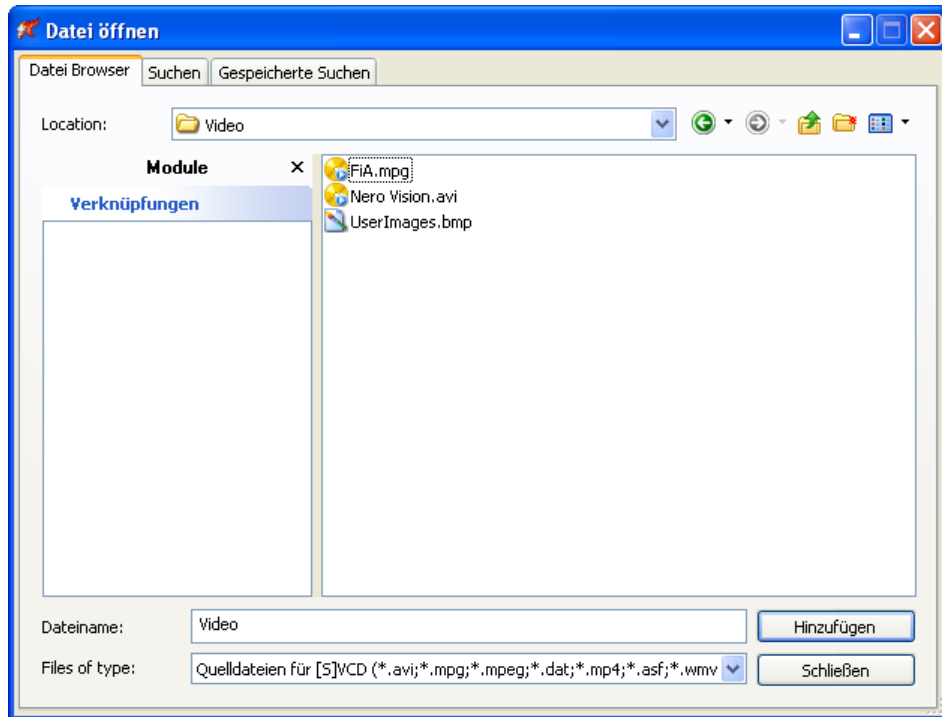 Datei öffnen
Datei Browser Suchen Gespeicherte Suchen
Location: Video
Module
Verknüpfungen
FiA.mpg
Nero Vision.avi
UserImages.bmp
Dateiname: Video Hinzufügen
Files of type: Quelldateien für [S]VCD (*.avi;*.mpg;*.mpeg;*.dat;*.mp4;*.asf;*.wmv Schließen